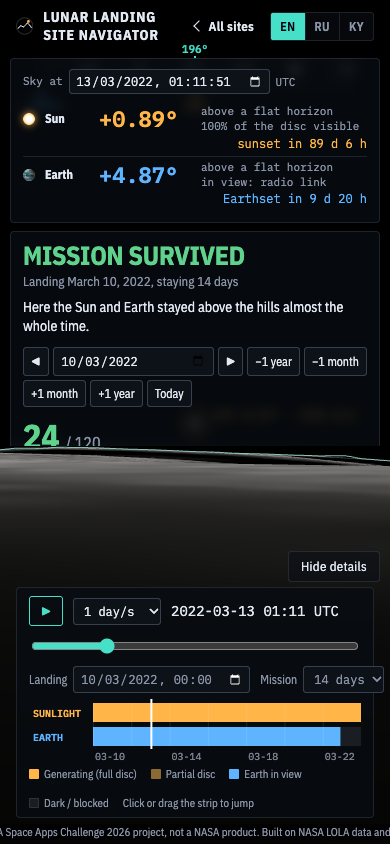 LUNAR LANDING
SITE NAVIGATOR
All sites
EN RU KY
196°
Sky at 13/03/2022, 01:11:51 UTC
Sun +0.89° above a flat horizon
100% of the disc visible
sunset in 89 d 6 h
Earth +4.87° above a flat horizon
in view: radio link
Earthset in 9 d 20 h
MISSION SURVIVED
Landing March 10, 2022, staying 14 days
Here the Sun and Earth stayed above the hills almost the
whole time.
10/03/2022 −1 year −1 month
+1 month +1 year Today
24 / 120
Hide details
1 day/s 2022-03-13 01:11 UTC
Landing 10/03/2022, 00:00 Mission 14 days
SUNLIGHT
EARTH
03-10 03-14 03-18 03-22
Generating (full disc) Partial disc Earth in view
Dark / blocked Click or drag the strip to jump
A Space Apps Challenge 2026 project, not a NASA product. Built on NASA LOLA data and